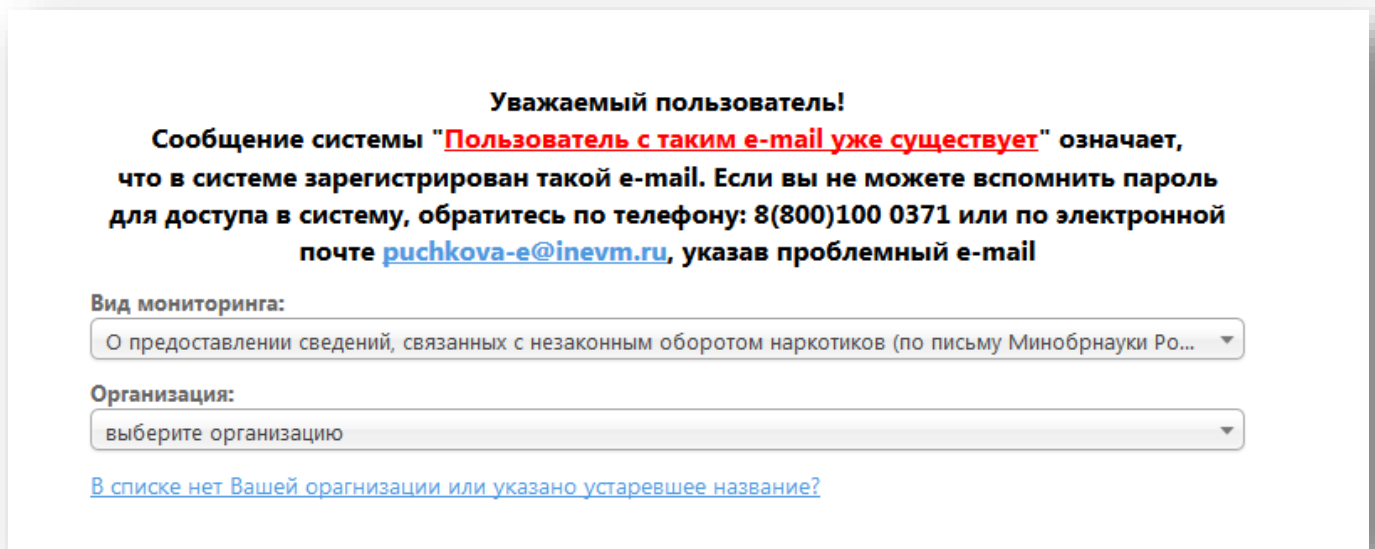 Уважаемый пользователь!
Сообщение системы "Пользователь с таким e-mail уже существует" означает,
что в системе зарегистрирован такой e-mail. Если вы не можете вспомнить пароль
для доступа в систему, обратитесь по телефону: 8(800)100 0371 или по электронной
почте puchkova-e@inevm.ru, указав проблемный e-mail
Вид мониторинга:
О предоставлении сведений, связанных с незаконным оборотом наркотиков (по письму Минобрнауки Ро...
Организация:
выберите организацию
В списке нет Вашей орагнизации или указано устаревшее название?